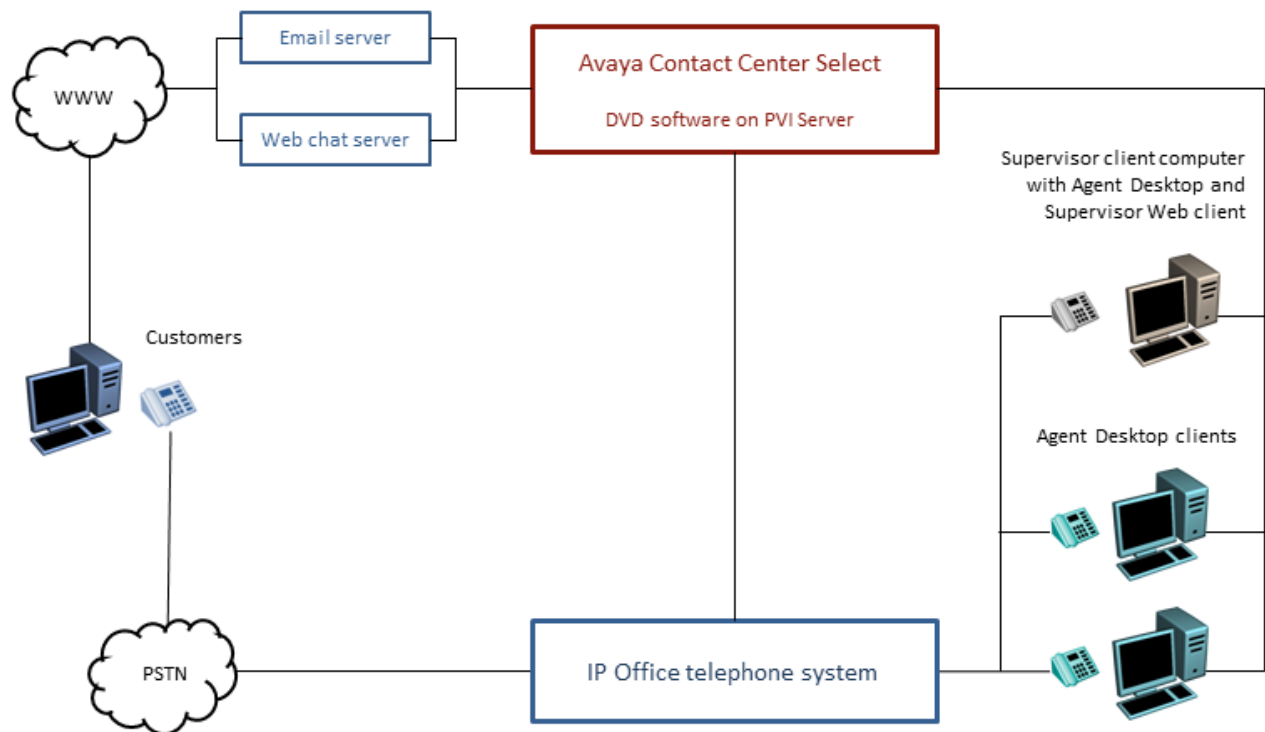 Email server
WWW
Web chat server
Avaya Contact Center Select
DVD software on PVI Server
Supervisor client computer
with Agent Desktop and
Supervisor Web client
Customers
Agent Desktop clients
PSTN
IP Office telephone system